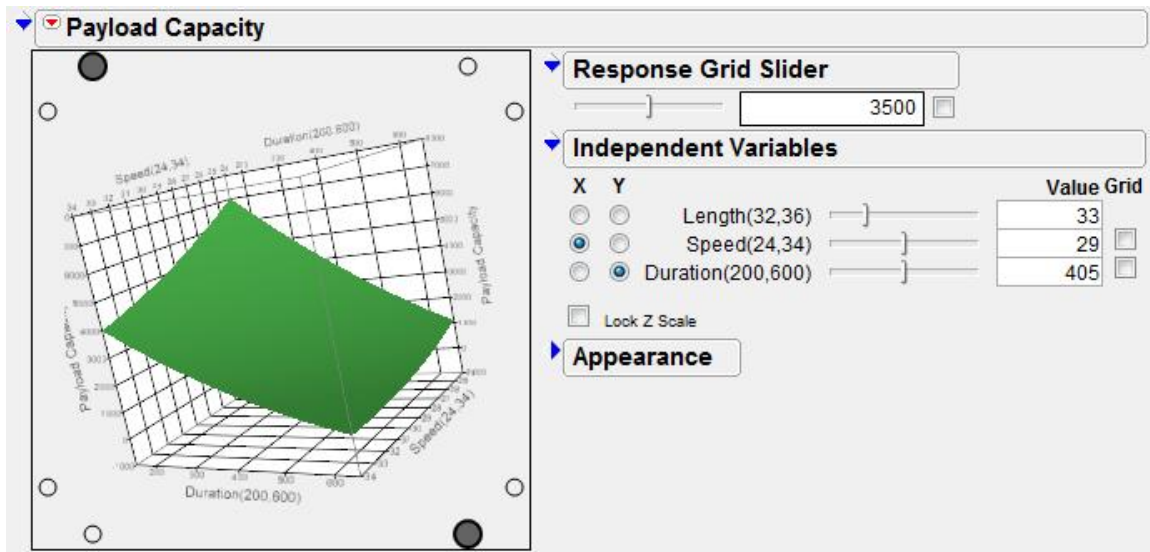 Payload Capacity
Response Grid Slider
3500
Independent Variables
X Y Value Grid
Length(32,36) 33
Speed(24,34) 29
Duration(200,600) 405
Lock Z Scale
Appearance
Duration(200,600)
Speed(24,34)
Payload Capacity
Speed(24,34)
Duration(200,600)